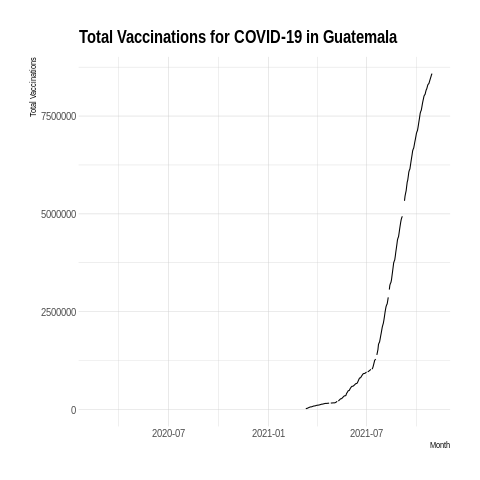 Total Vaccinations for COVID-19 in Guatemala
Total Vaccinations
7500000
5000000
2500000
0
2020-07
2021-01
2021-07
Month